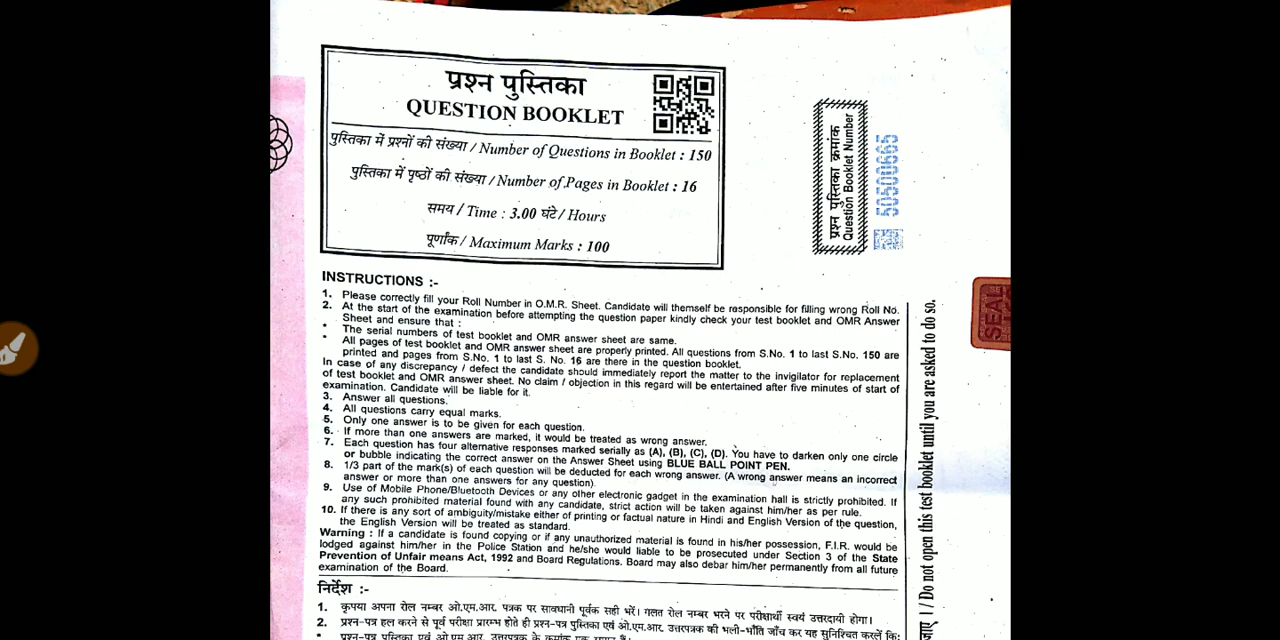 प्रश्न पुस्तिका
QUESTION BOOKLET
पुस्तिका में प्रश्नों की संख्या / Number of Questions in Booklet : 150
पुस्तिका में पृष्ठों की संख्या / Number of Pages in Booklet : 16
समय / Time : 3.00 घंटे / Hours
पूर्णांक / Maximum Marks : 100
प्रश्न पुस्तिका क्रमांक
Question Booklet Number
50500665
INSTRUCTIONS :-
1. Please correctly fill your Roll Number in O.M.R. Sheet. Candidate will themself be responsible for filling wrong Roll No.
2. At the start of the examination before attempting the question paper kindly check your test booklet and OMR Answer
Sheet and ensure that :
• The serial numbers of test booklet and OMR answer sheet are same.
• All pages of test booklet and OMR answer sheet are properly printed. All questions from S.No. 1 to last S.No. 150 are
printed and pages from S.No. 1 to last S. No. 16 are there in the question booklet.
In case of any discrepancy / defect the candidate should immediately report the matter to the invigilator for replacement
of test booklet and OMR answer sheet. No claim / objection in this regard will be entertained after five minutes of start of
examination. Candidate will be liable for it.
3. Answer all questions.
4. All questions carry equal marks.
5. Only one answer is to be given for each question.
6. If more than one answers are marked, it would be treated as wrong answer.
7. Each question has four alternative responses marked serially as (A), (B), (C), (D). You have to darken only one circle
or bubble indicating the correct answer on the Answer Sheet using BLUE BALL POINT PEN.
8. 1/3 part of the mark(s) of each question will be deducted for each wrong answer. (A wrong answer means an incorrect
answer or more than one answers for any question).
9. Use of Mobile Phone/Bluetooth Devices or any other electronic gadget in the examination hall is strictly prohibited. If
any such prohibited material found with any candidate, strict action will be taken against him/her as per rule.
10. If there is any sort of ambiguity/mistake either of printing or factual nature in Hindi and English Version of the question,
the English Version will be treated as standard.
Warning : If a candidate is found copying or if any unauthorized material is found in his/her possession, F.I.R. would be
lodged against him/her in the Police Station and he/she would liable to be prosecuted under Section 3 of the State
Prevention of Unfair means Act, 1992 and Board Regulations. Board may also debar him/her permanently from all future
examination of the Board.
निर्देश :-
1. कृपया अपना रोल नम्बर ओ.एम.आर. पत्रक पर सावधानी पूर्वक सही भरें। गलत रोल नम्बर भरने पर परीक्षार्थी स्वयं उत्तरदायी होगा।
2. प्रश्न-पत्र हल करने से पूर्व परीक्षा प्रारम्भ होते ही प्रश्न-पत्र पुस्तिका एवं ओ.एम.आर. उत्तरपत्रक की भली-भाँति जाँच कर यह सुनिश्चित करलें कि:
जाए । / Do not open this test booklet until you are asked to do so.
SEAL